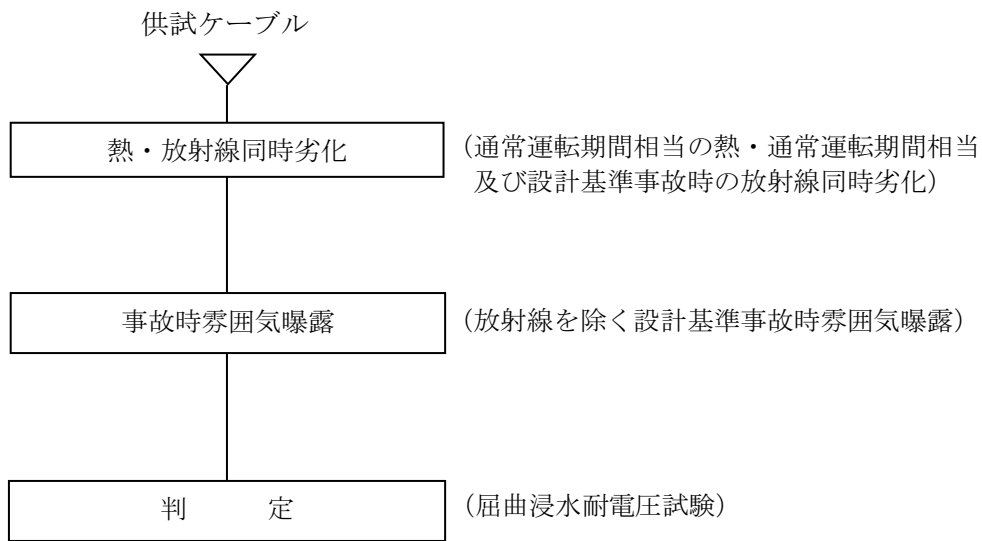 供試ケーブル
熱・放射線同時劣化
(通常運転期間相当の熱・通常運転期間相当
及び設計基準事故時の放射線同時劣化)
事故時雰囲気曝露
(放射線を除く設計基準事故時雰囲気曝露)
判　　　定
(屈曲浸水耐電圧試験)